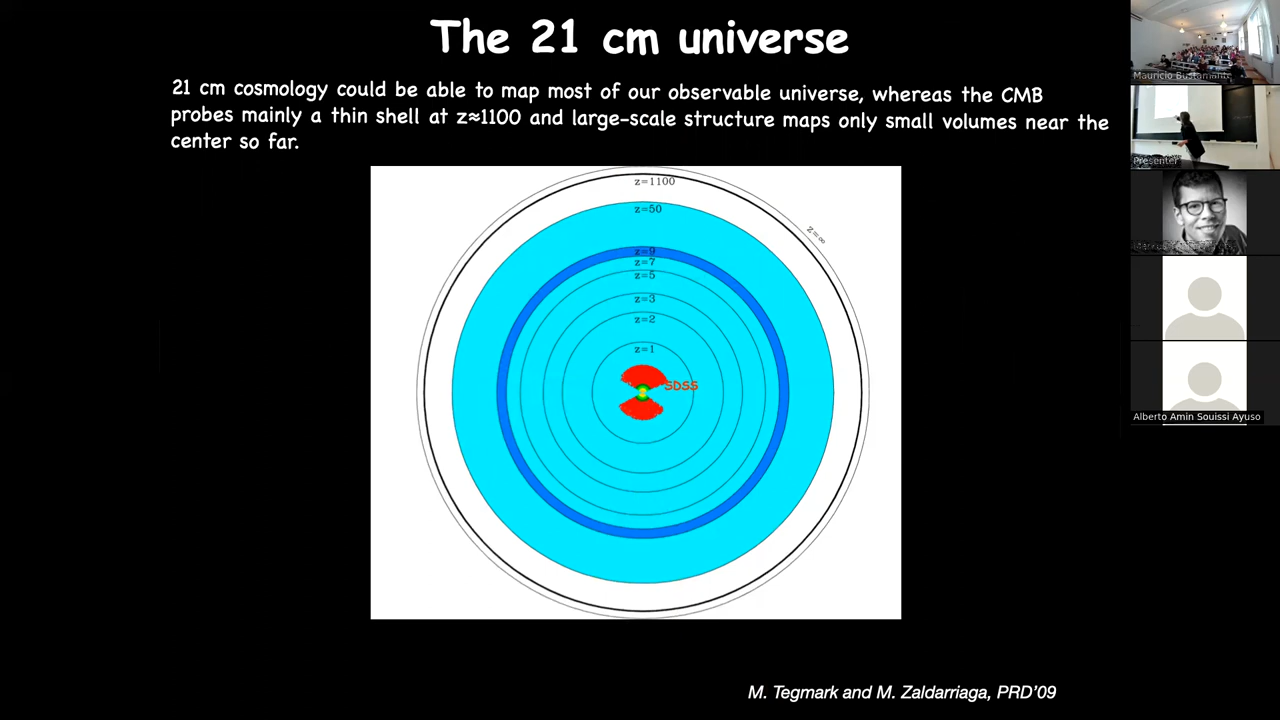 The 21 cm universe
21 cm cosmology could be able to map most of our observable universe, whereas the CMB
probes mainly a thin shell at z≈1100 and large-scale structure maps only small volumes near the
center so far.
z=1100
z=50
z=∞
z=9
z=7
z=5
z=3
z=2
z=1
SDSS
M. Tegmark and M. Zaldarriaga, PRD'09
Mauricio Bustamante
Presenter
Alberto Amin Souissi Ayuso